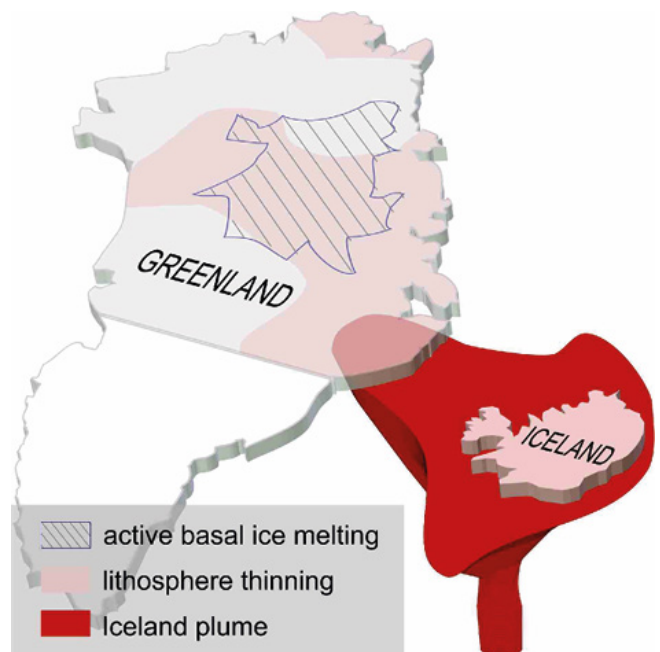 GREENLAND
ICELAND
active basal ice melting
lithosphere thinning
Iceland plume